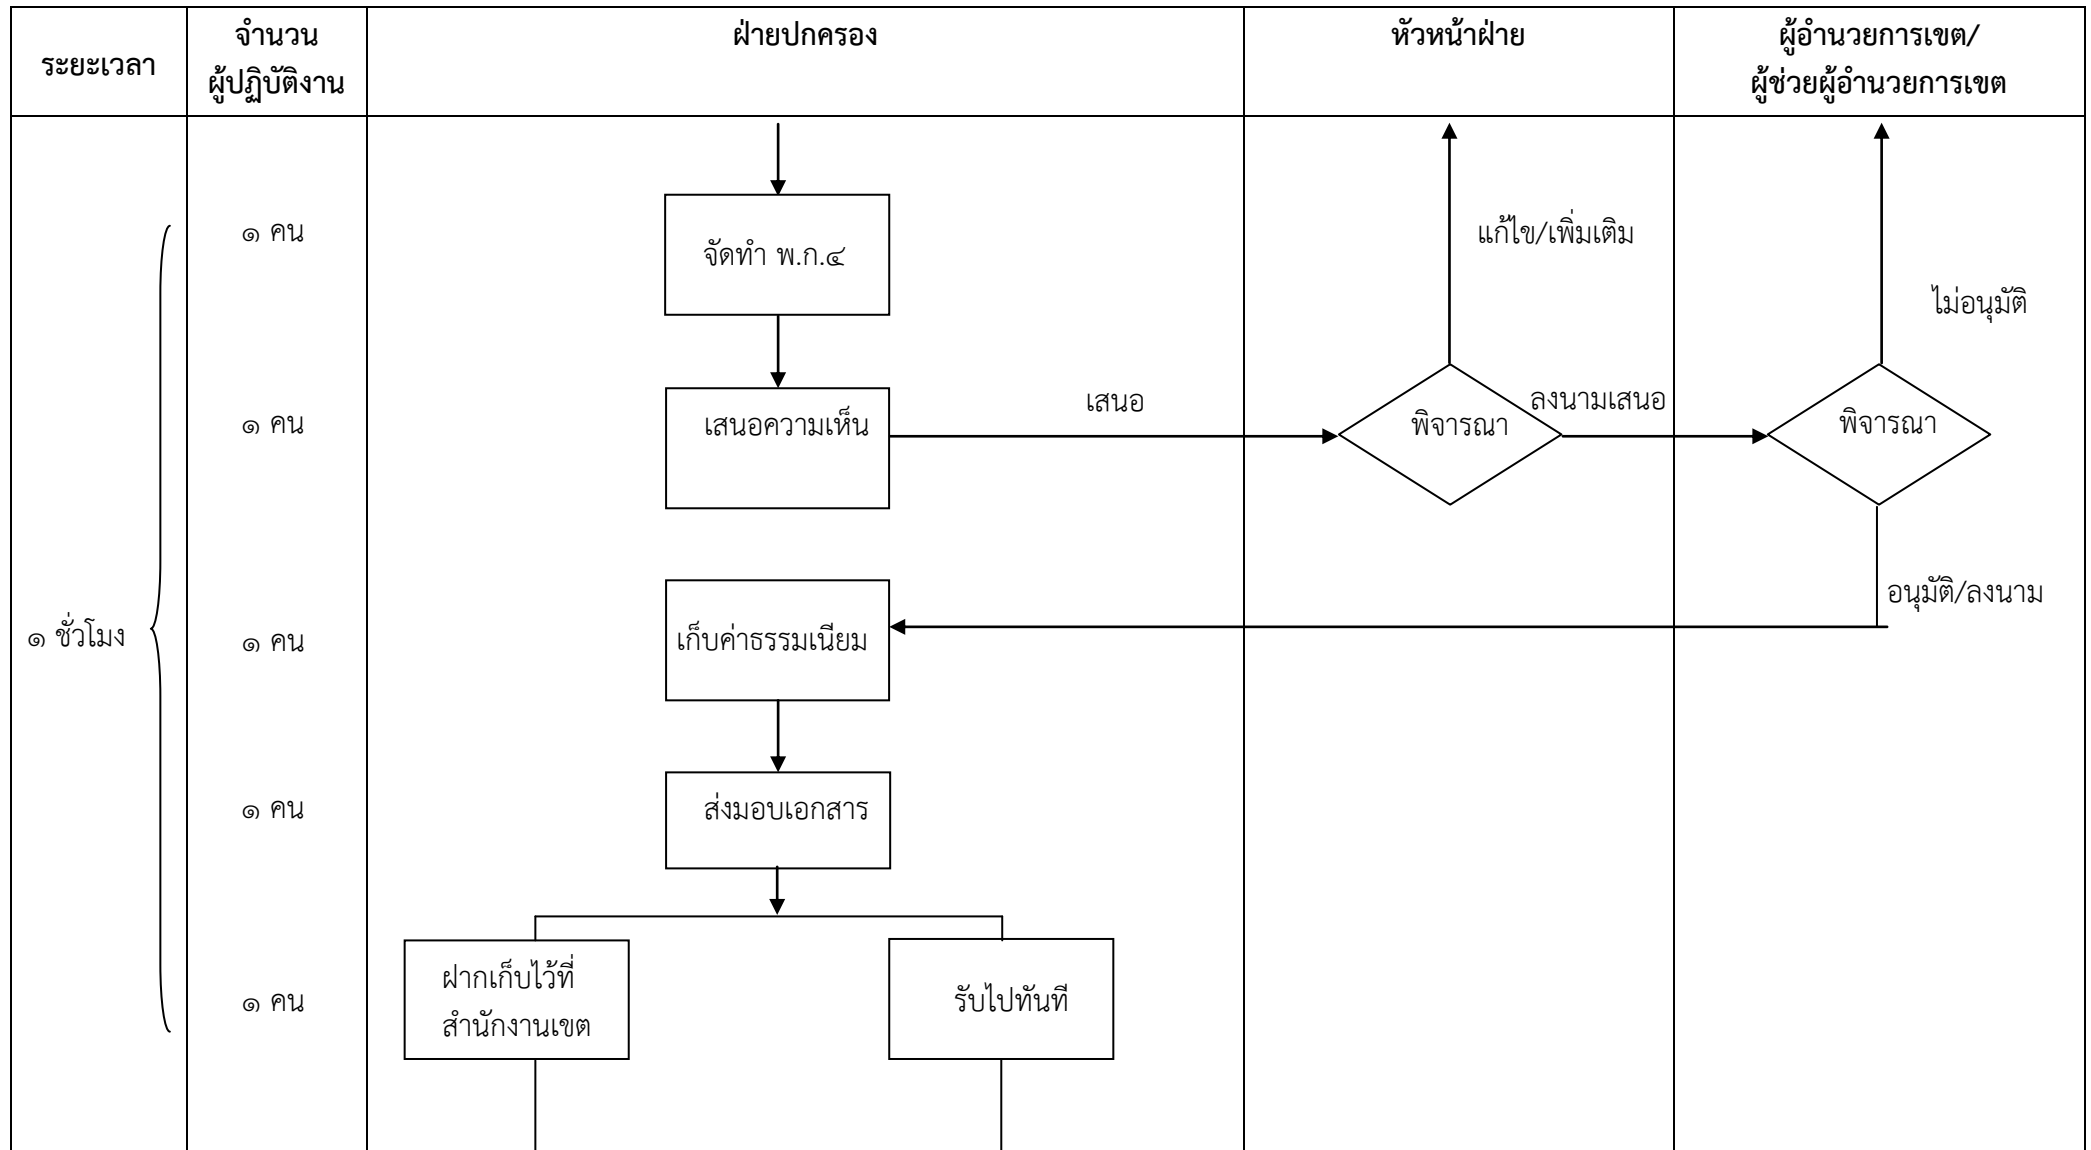 ระยะเวลา
จำนวน
ผู้ปฏิบัติงาน
ฝ่ายปกครอง
หัวหน้าฝ่าย
ผู้อำนวยการเขต/
ผู้ช่วยผู้อำนวยการเขต
๑ คน
จัดทำ พ.ก.๔
แก้ไข/เพิ่มเติม
ไม่อนุมัติ
๑ คน
เสนอความเห็น
เสนอ
พิจารณา
ลงนามเสนอ
พิจารณา
อนุมัติ/ลงนาม
๑ ชั่วโมง
๑ คน
เก็บค่าธรรมเนียม
๑ คน
ส่งมอบเอกสาร
๑ คน
ฝากเก็บไว้ที่
สำนักงานเขต
รับไปทันที